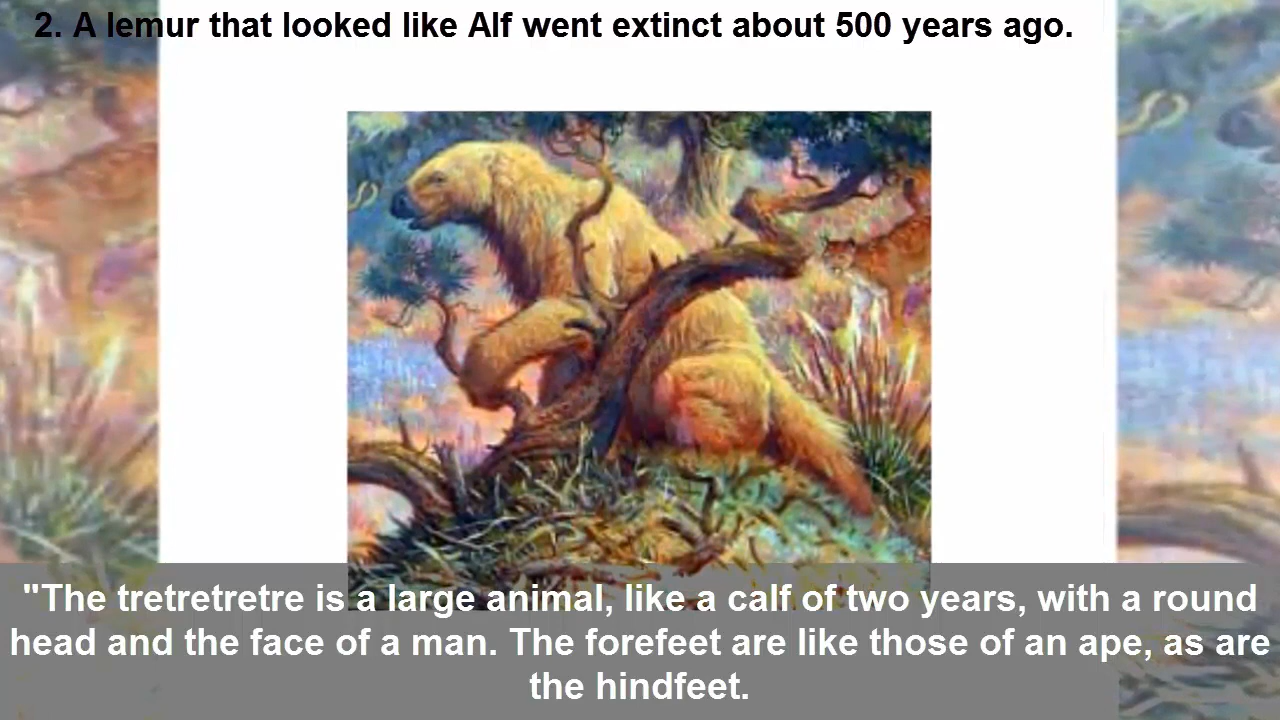 2. A lemur that looked like Alf went extinct about 500 years ago.
"The tretretretre is a large animal, like a calf of two years, with a round
head and the face of a man. The forefeet are like those of an ape, as are
the hindfeet.